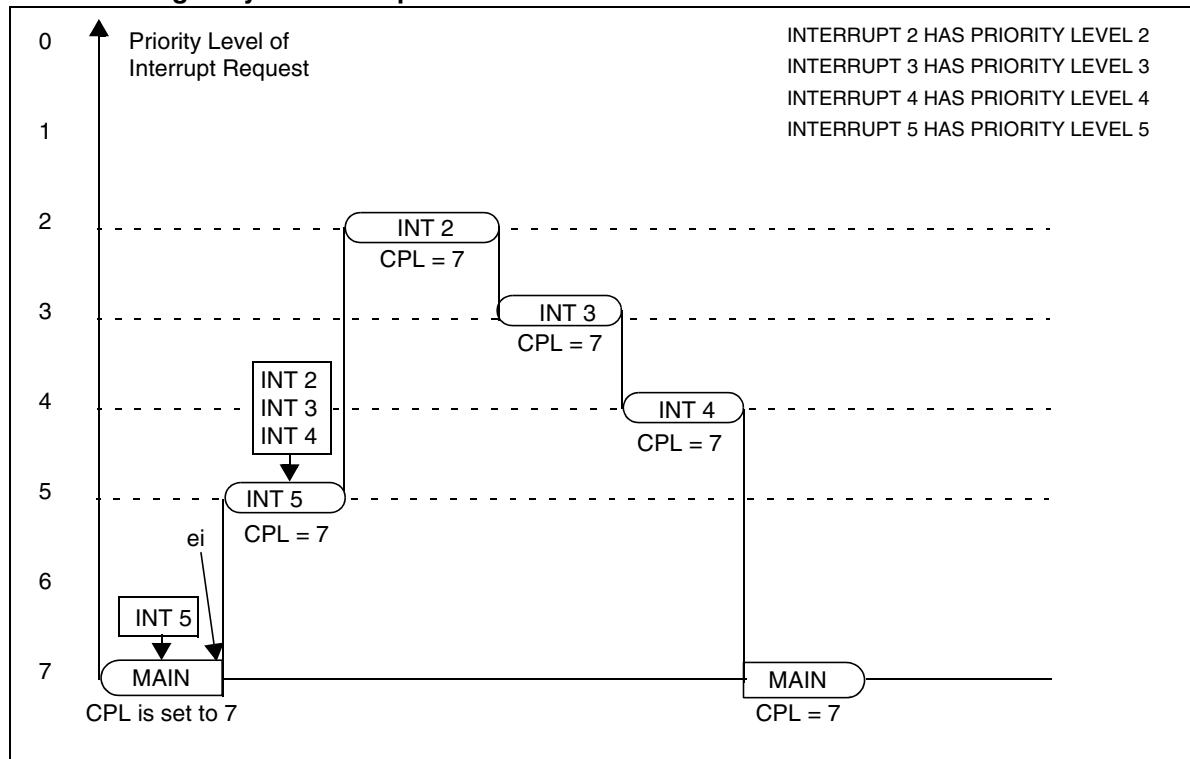 0
Priority Level of
Interrupt Request
INTERRUPT 2 HAS PRIORITY LEVEL 2
INTERRUPT 3 HAS PRIORITY LEVEL 3
INTERRUPT 4 HAS PRIORITY LEVEL 4
INTERRUPT 5 HAS PRIORITY LEVEL 5
1
2
INT 2
CPL = 7
3
INT 3
CPL = 7
INT 2
INT 3
INT 4
4
INT 4
CPL = 7
5
INT 5
CPL = 7
ei
6
INT 5
7
MAIN
CPL is set to 7
MAIN
CPL = 7